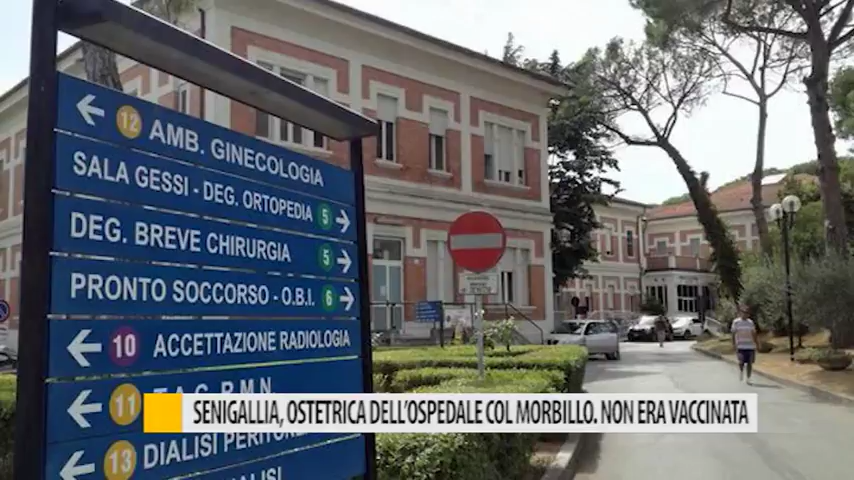 12 AMB. GINECOLOGIA
SALA GESSI - DEG. ORTOPEDIA 5
DEG. BREVE CHIRURGIA 5
PRONTO SOCCORSO - O.B.I. 6
10 ACCETTAZIONE RADIOLOGIA
11 T.A.C. R.M.N.
13 DIALISI
SENIGALLIA, OSTETRICA DELL'OSPEDALE COL MORBILLO. NON ERA VACCINATA